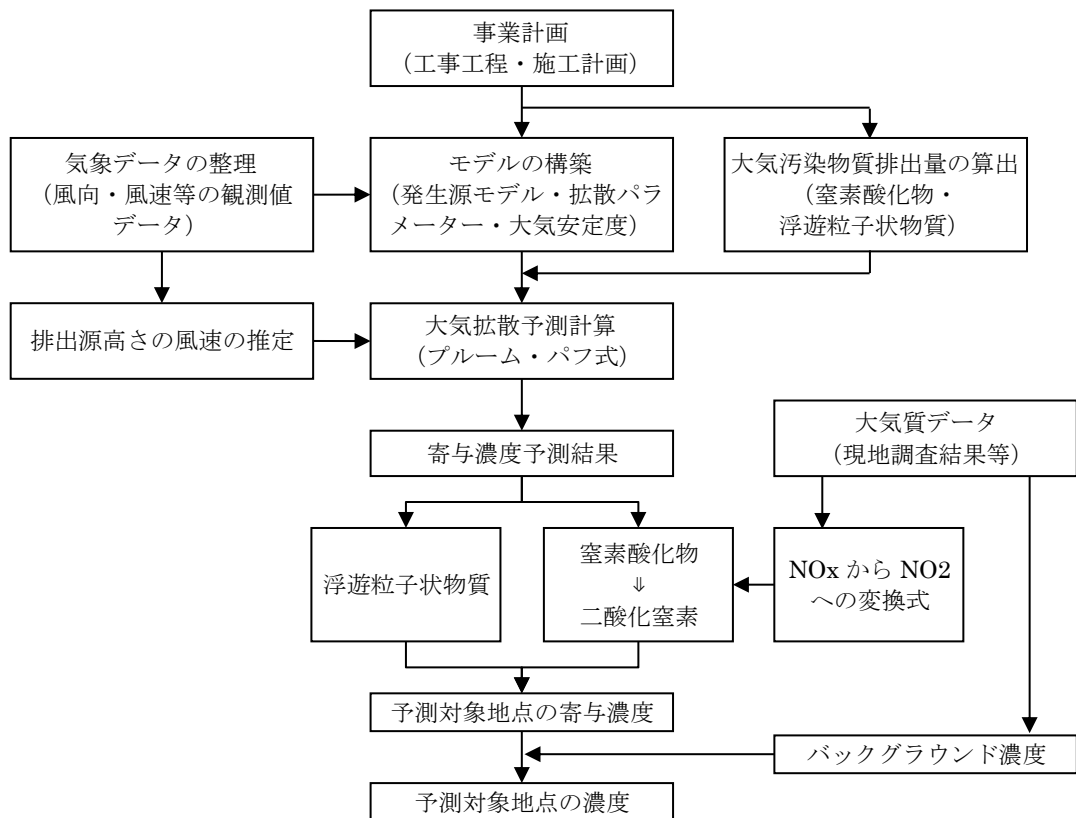 事業計画
（工事工程・施工計画）
気象データの整理
（風向・風速等の観測値
データ）
モデルの構築
（発生源モデル・拡散パラ
メーター・大気安定度）
大気汚染物質排出量の算出
（窒素酸化物・
浮遊粒子状物質）
排出源高さの風速の推定
大気拡散予測計算
（プルーム・パフ式）
寄与濃度予測結果
大気質データ
（現地調査結果等）
浮遊粒子状物質
窒素酸化物
⇓
二酸化窒素
NOx から NO2
への変換式
予測対象地点の寄与濃度
バックグラウンド濃度
予測対象地点の濃度